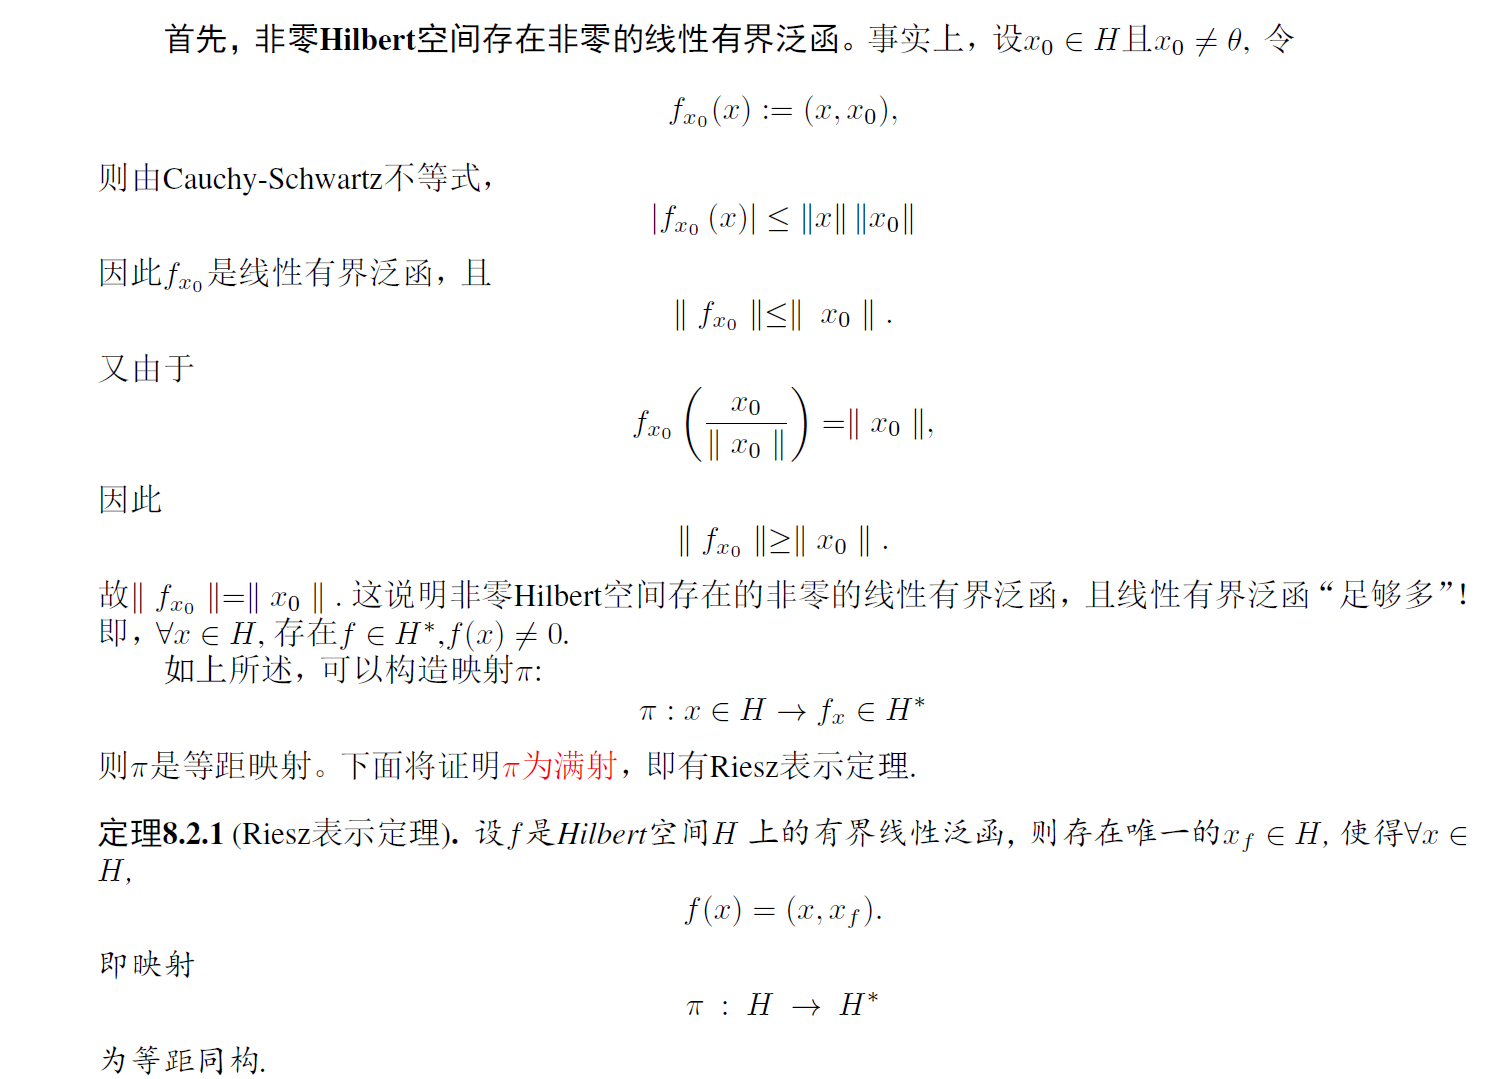 首先，非零Hilbert空间存在非零的线性有界泛函。事实上，设$x_0 \in H$且$x_0 \neq \theta$, 令
$f_{x_0}(x) := (x, x_0),$
则由Cauchy-Schwartz不等式，
$|f_{x_0}(x)| \leq \|x\| \|x_0\|$
因此$f_{x_0}$是线性有界泛函，且
$\| f_{x_0} \| \leq \| x_0 \|.$
又由于
$f_{x_0}\left(\frac{x_0}{\| x_0 \|}\right) = \| x_0 \|,$
因此
$\| f_{x_0} \| \geq \| x_0 \|.$
故$\| f_{x_0} \| = \| x_0 \|$. 这说明非零Hilbert空间存在的非零的线性有界泛函，且线性有界泛函“足够多”！
即，$\forall x \in H$, 存在$f \in H^*$,$f(x) \neq 0$.
如上所述，可以构造映射$\pi$:
$\pi : x \in H \to f_x \in H^*$
则$\pi$是等距映射。下面将证明$\pi$为满射，即有Riesz表示定理.
定理8.2.1 (Riesz表示定理). 设$f$是Hilbert空间$H$ 上的有界线性泛函, 则存在唯一的$x_f \in H$, 使得$\forall x \in$
$H$,
$f(x) = (x, x_f).$
即映射
$\pi : H \to H^*$
为等距同构.